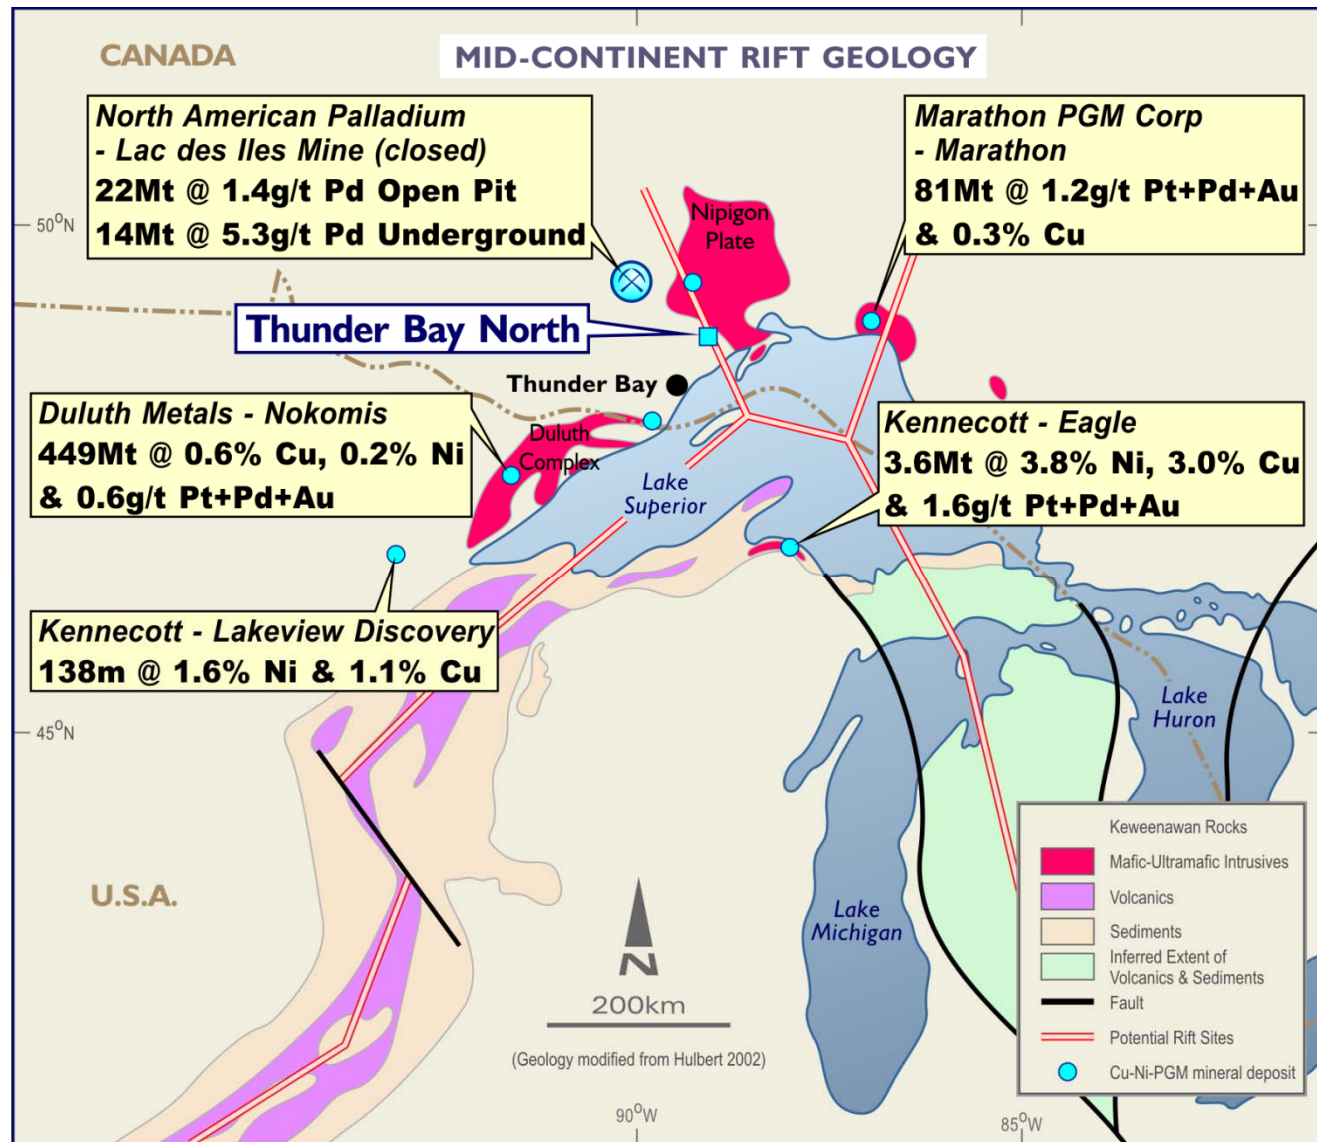 CANADA
MID-CONTINENT RIFT GEOLOGY
North American Palladium
- Lac des Iles Mine (closed)
22Mt @ 1.4g/t Pd Open Pit
14Mt @ 5.3g/t Pd Underground
Marathon PGM Corp
- Marathon
81Mt @ 1.2g/t Pt+Pd+Au
& 0.3% Cu
50°N
Nipigon
Plate
Thunder Bay North
Thunder Bay
Duluth Metals - Nokomis
449Mt @ 0.6% Cu, 0.2% Ni
& 0.6g/t Pt+Pd+Au
Duluth
Complex
Lake
Superior
Kennecott - Eagle
3.6Mt @ 3.8% Ni, 3.0% Cu
& 1.6g/t Pt+Pd+Au
Kennecott - Lakeview Discovery
138m @ 1.6% Ni & 1.1% Cu
45°N
Lake
Huron
U.S.A.
Lake
Michigan
N
200km
(Geology modified from Hulbert 2002)
Keweenawan Rocks
Mafic-Ultramafic Intrusives
Volcanics
Sediments
Inferred Extent of
Volcanics & Sediments
Fault
Potential Rift Sites
Cu-Ni-PGM mineral deposit
90°W
85°W